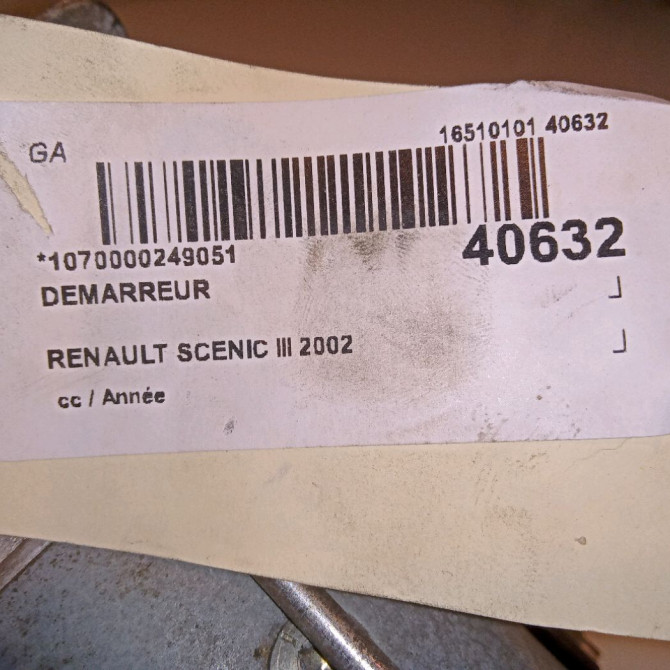 GA
16510101 40632
*1070000249051
40632
DEMARREUR
RENAULT SCENIC III 2002
cc / Année